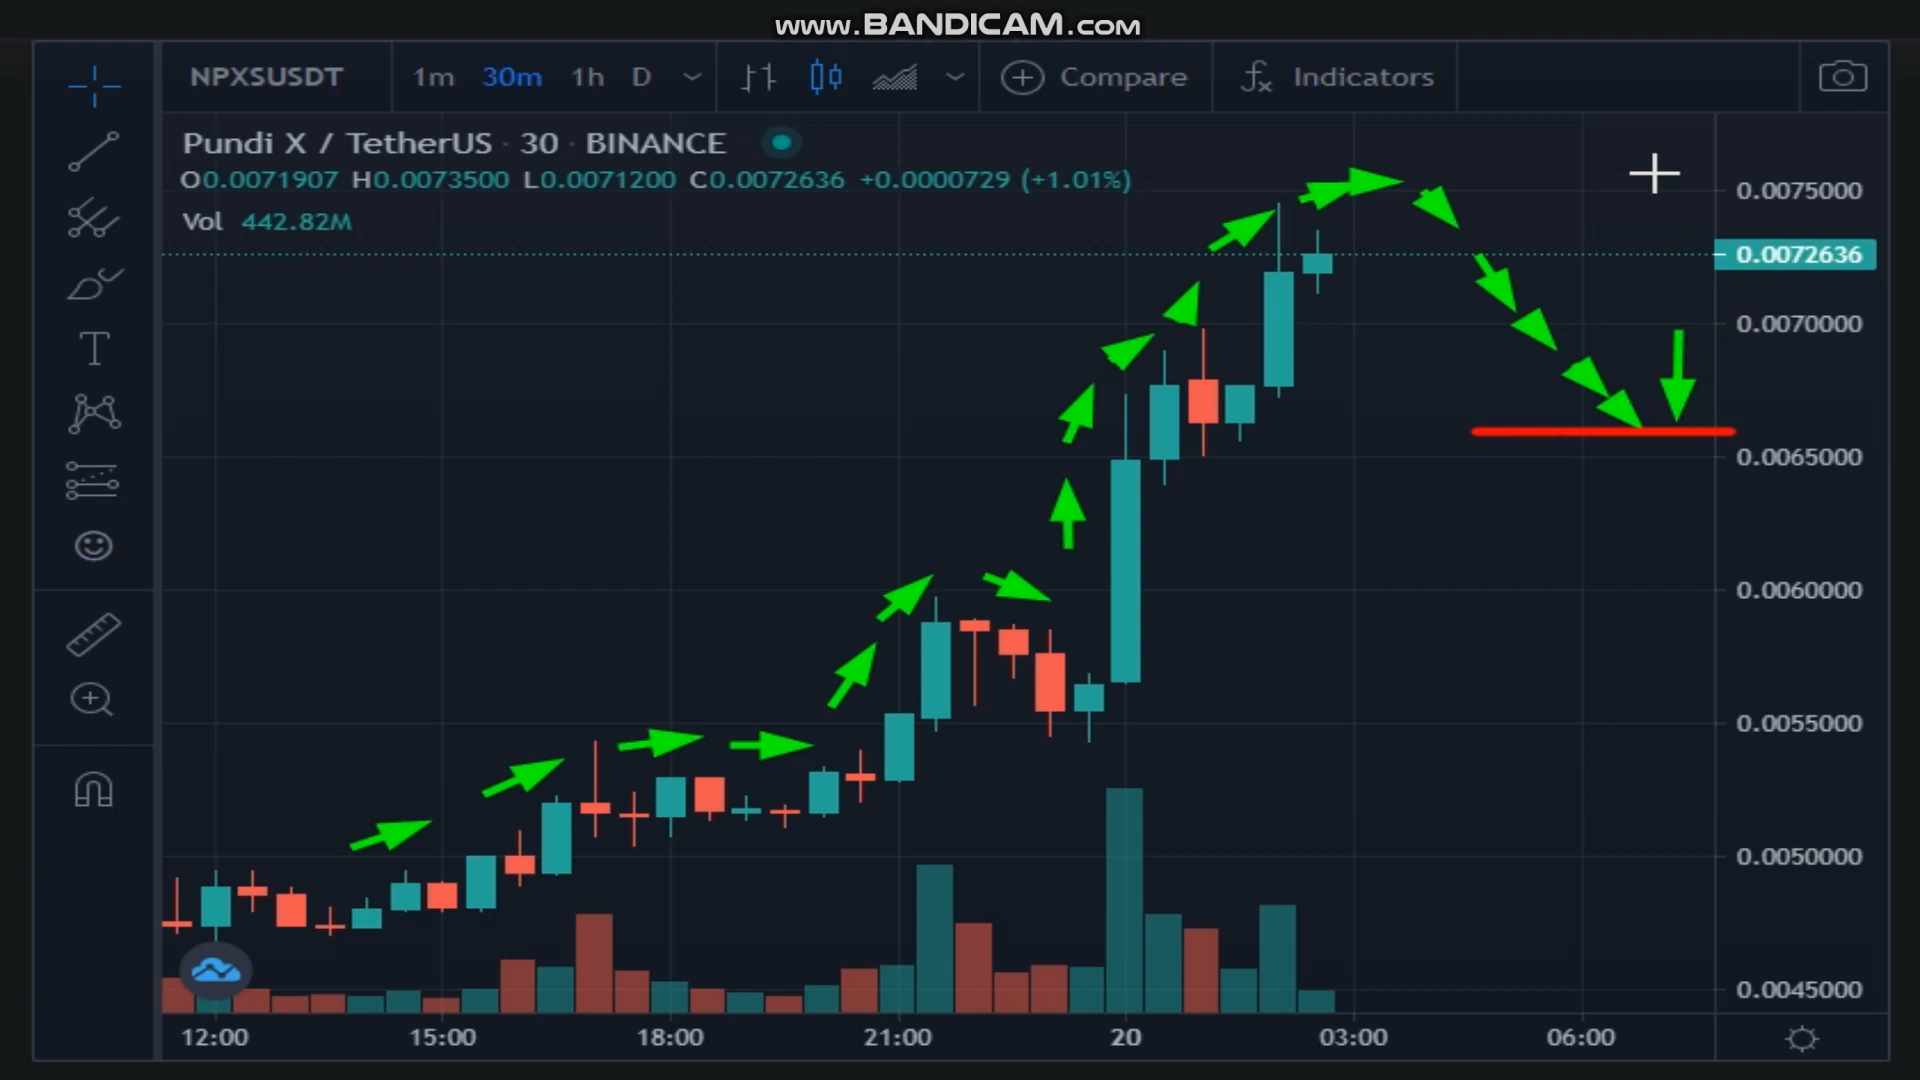 www.BANDICAM.com
NPXSUSDT 1m 30m 1h D Compare fx Indicators
Pundi X / TetherUS · 30 · BINANCE
O0.0071907 H0.0073500 L0.0071200 C0.0072636 +0.0000729 (+1.01%)
Vol 442.82M
0.0075000
0.0072636
0.0070000
0.0065000
0.0060000
0.0055000
0.0050000
0.0045000
12:00 15:00 18:00 21:00 20 03:00 06:00